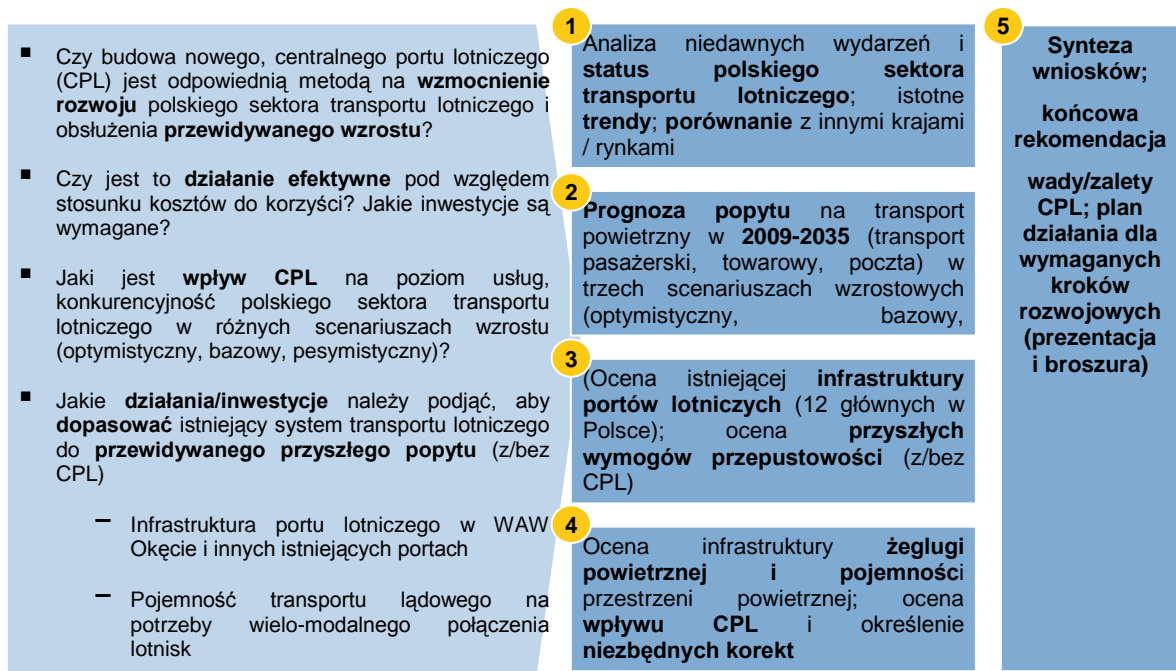 ▪ Czy budowa nowego, centralnego portu lotniczego
(CPL) jest odpowiednią metodą na wzmocnienie
rozwoju polskiego sektora transportu lotniczego i
obsłużenia przewidywanego wzrostu?
▪ Czy jest to działanie efektywne pod względem
stosunku kosztów do korzyści? Jakie inwestycje są
wymagane?
▪ Jaki jest wpływ CPL na poziom usług,
konkurencyjność polskiego sektora transportu
lotniczego w różnych scenariuszach wzrostu
(optymistyczny, bazowy, pesymistyczny)?
▪ Jakie działania/inwestycje należy podjąć, aby
dopasować istniejący system transportu lotniczego
do przewidywanego przyszłego popytu (z/bez
CPL)
– Infrastruktura portu lotniczego w WAW
Okęcie i innych istniejących portach
– Pojemność transportu lądowego na
potrzeby wielo-modalnego połączenia
lotnisk
1
Analiza niedawnych wydarzeń i
status polskiego sektora
transportu lotniczego; istotne
trendy; porównanie z innymi krajami
/ rynkami
2
Prognoza popytu na transport
powietrzny w 2009-2035 (transport
pasażerski, towarowy, poczta) w
trzech scenariuszach wzrostowych
(optymistyczny, bazowy,
3
(Ocena istniejącej infrastruktury
portów lotniczych (12 głównych w
Polsce); ocena przyszłych
wymogów przepustowości (z/bez
CPL)
4
Ocena infrastruktury żeglugi
powietrznej i pojemności
przestrzeni powietrznej; ocena
wpływu CPL i określenie
niezbędnych korekt
5
Synteza
wniosków;
końcowa
rekomendacja
wady/zalety
CPL; plan
działania dla
wymaganych
kroków
rozwojowych
(prezentacja
i broszura)